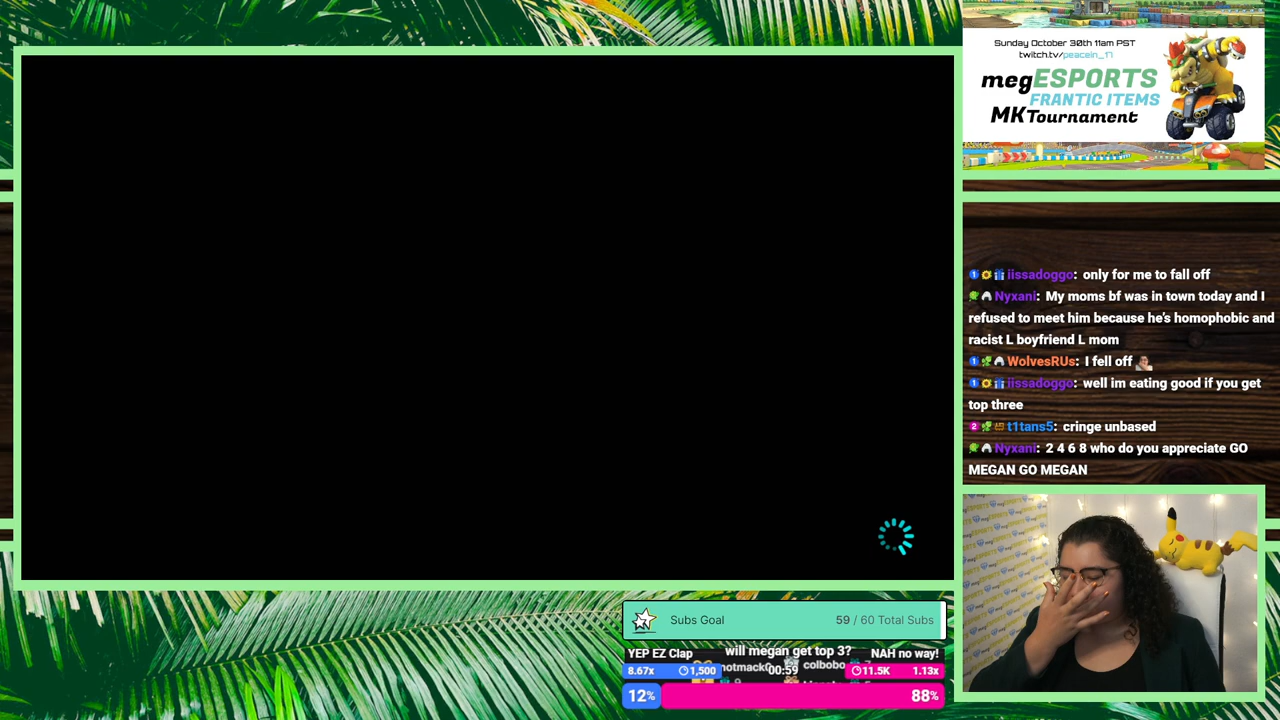 Sunday October 30th 11am PST
twitch.tv/peacein_17
megESPORTS
FRANTIC ITEMS
MKTournament
iissadoggo: only for me to fall off
Nyxani: My moms bf was in town today and I
refused to meet him because he's homophobic and
racist L boyfriend L mom
WolvesRUs: I fell off
iissadoggo: well im eating good if you get
top three
t1tans5: cringe unbased
Nyxani: 2 4 6 8 who do you appreciate GO
MEGAN GO MEGAN
Subs Goal 59 / 60 Total Subs
will megan get top 3?
YEP EZ Clap NAH no way!
8.67x 1,500 00:59 colbobo 11.5K 1.13x
12% 88%